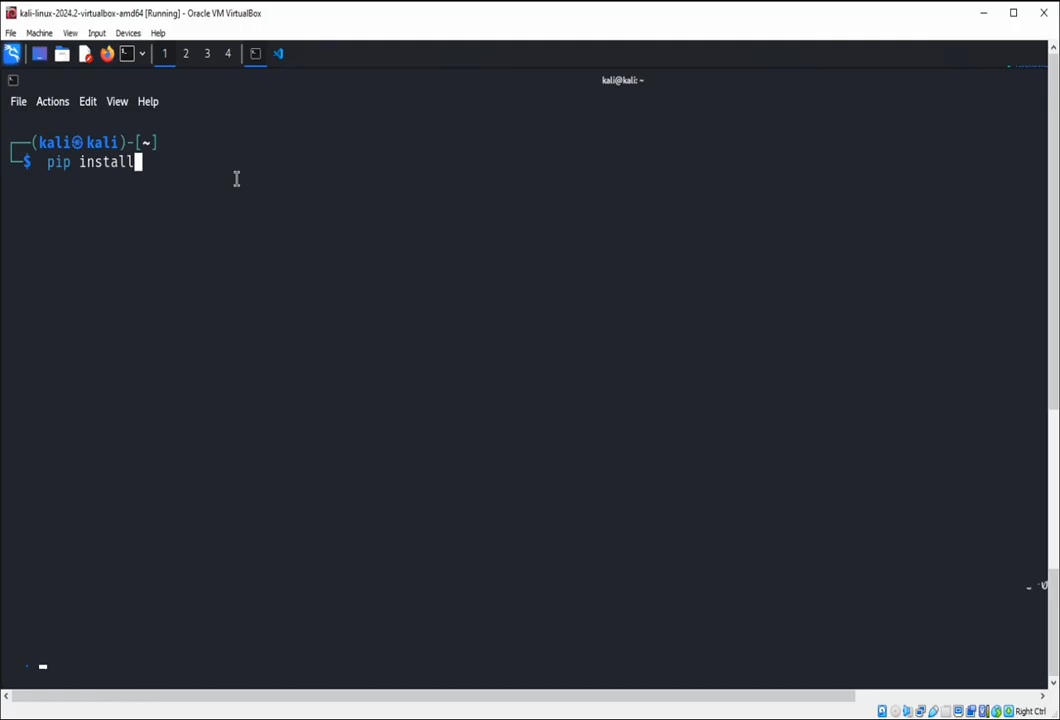 kali-linux-2024.2-virtualbox-amd64 [Running] - Oracle VM VirtualBox
File Machine View Input Devices Help
1 2 3 4
kali@kali: ~
File Actions Edit View Help
┌──(kali㉿kali)-[~]
└─$ pip install
Right Ctrl